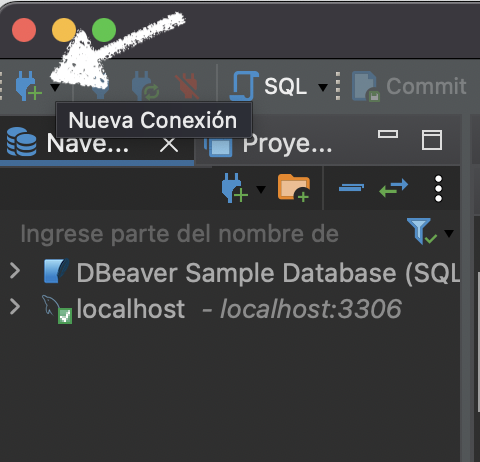 SQL
Commit
Nueva Conexión
Nave...
Proye...
Ingrese parte del nombre de
DBeaver Sample Database (SQL
localhost - localhost:3306